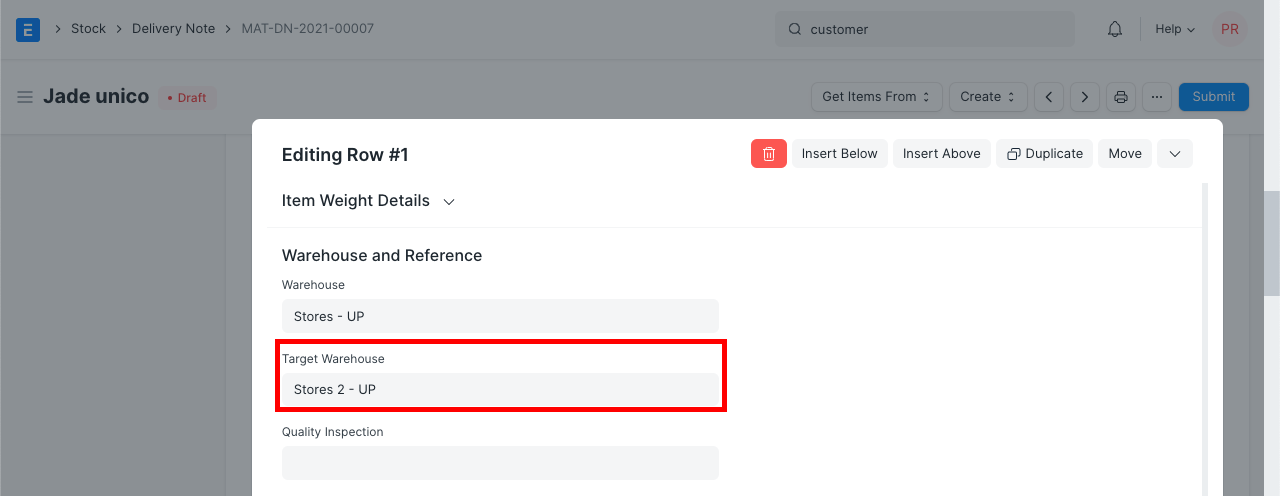 E > Stock > Delivery Note > MAT-DN-2021-00007 customer Help PR
Jade unico • Draft Get Items From Create ... Submit
Editing Row #1 Insert Below Insert Above Duplicate Move
Item Weight Details
Warehouse and Reference
Warehouse
Stores - UP
Target Warehouse
Stores 2 - UP
Quality Inspection